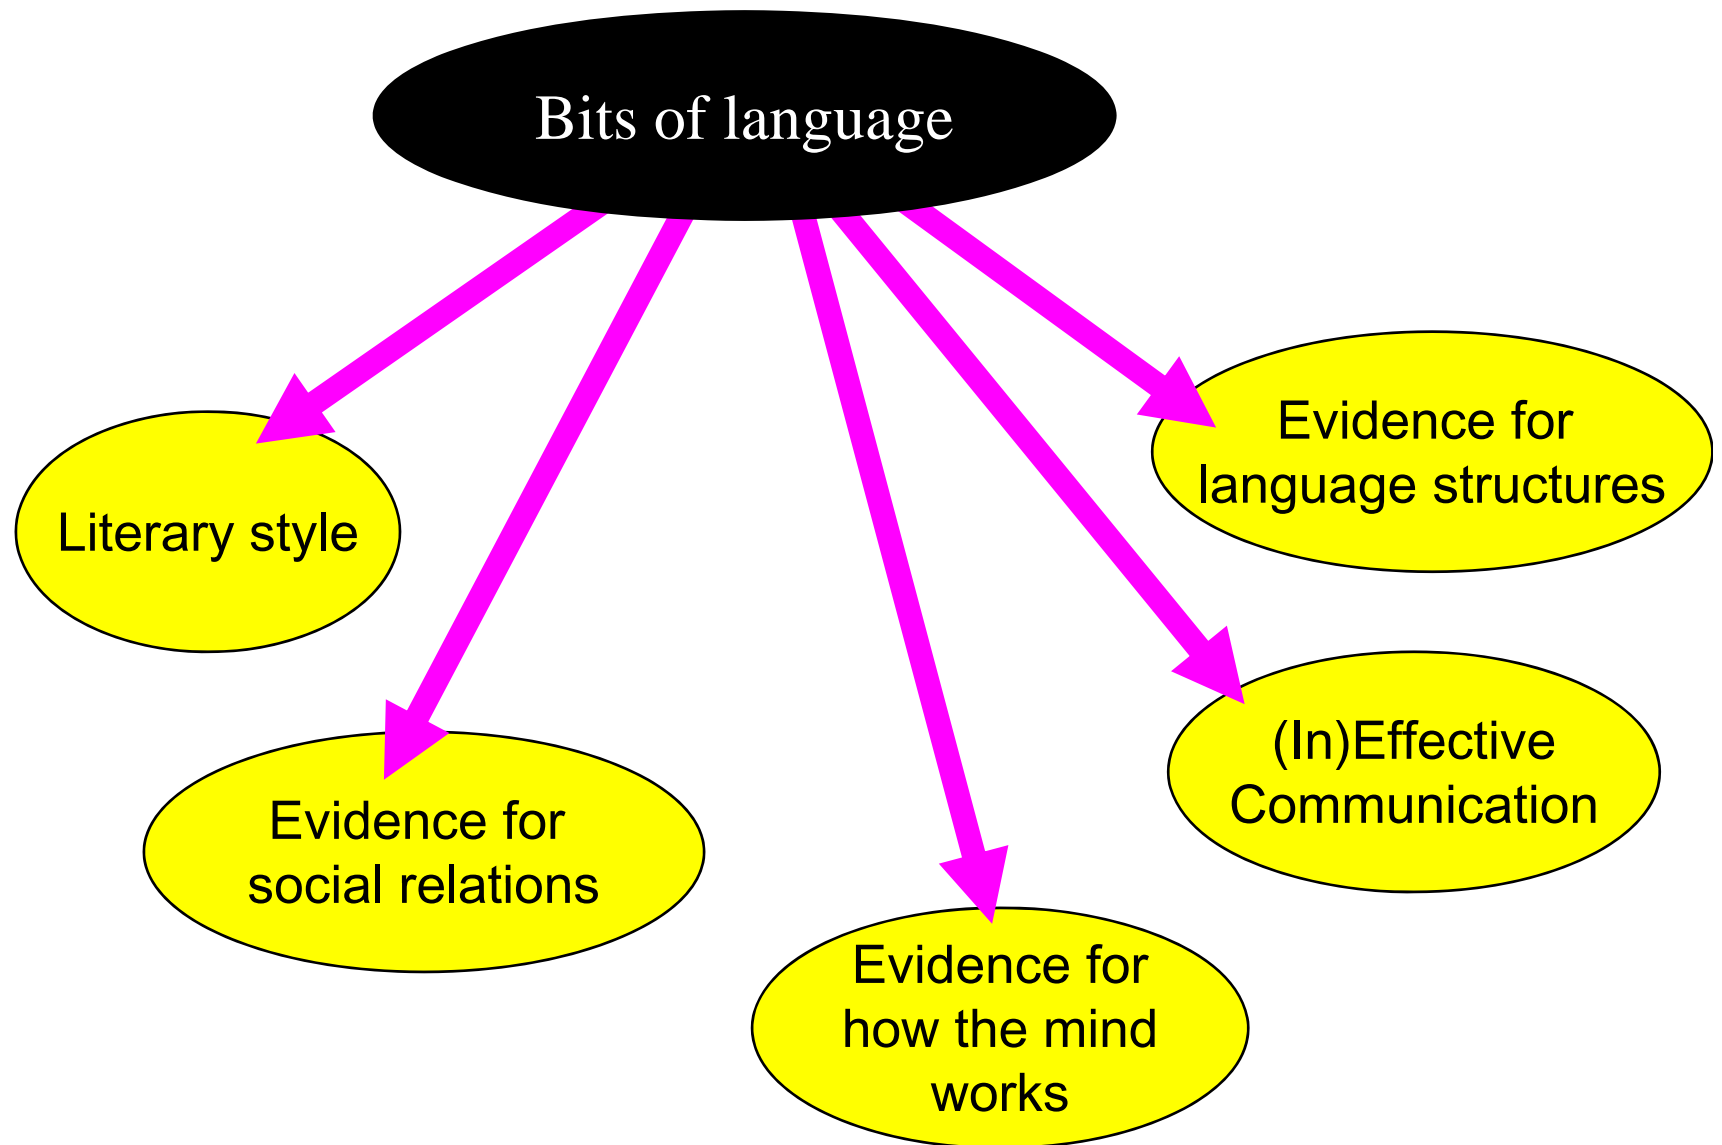 Bits of language
Literary style
Evidence for
social relations
Evidence for
how the mind
works
(In)Effective
Communication
Evidence for
language structures